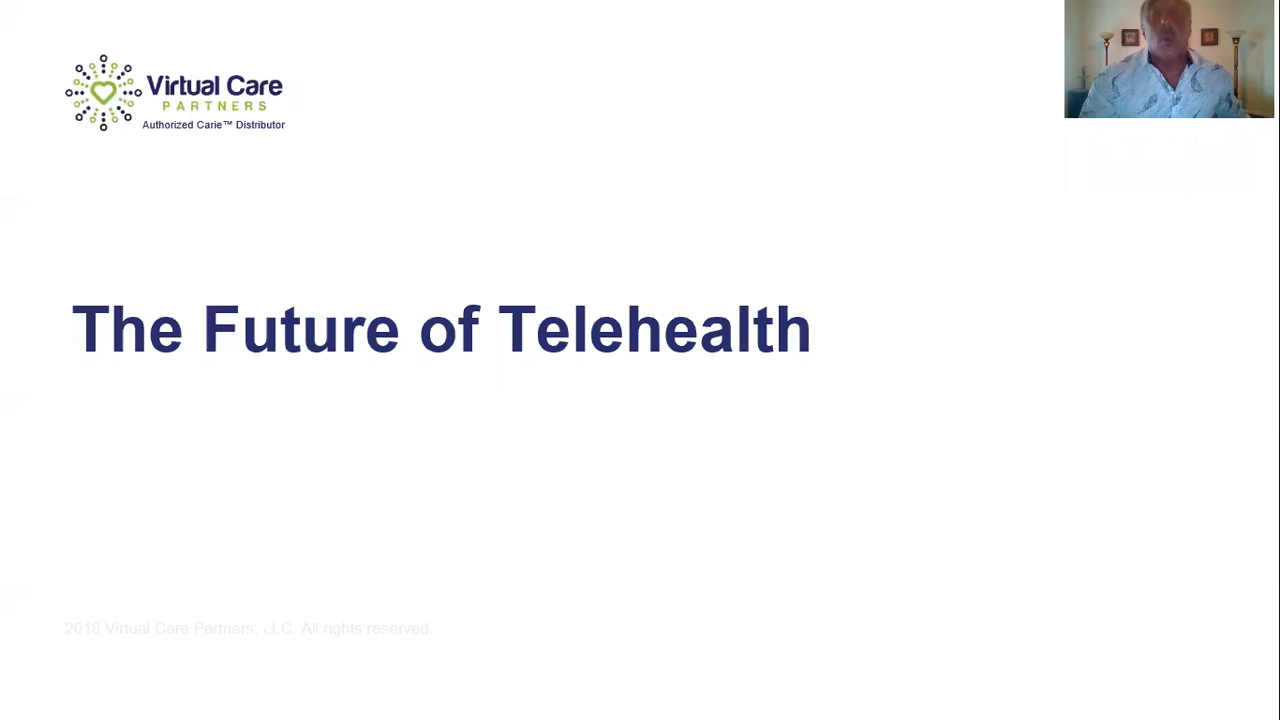 Virtual Care
PARTNERS
Authorized Carie™ Distributor
The Future of Telehealth
2018 Virtual Care Partners, LLC. All rights reserved.